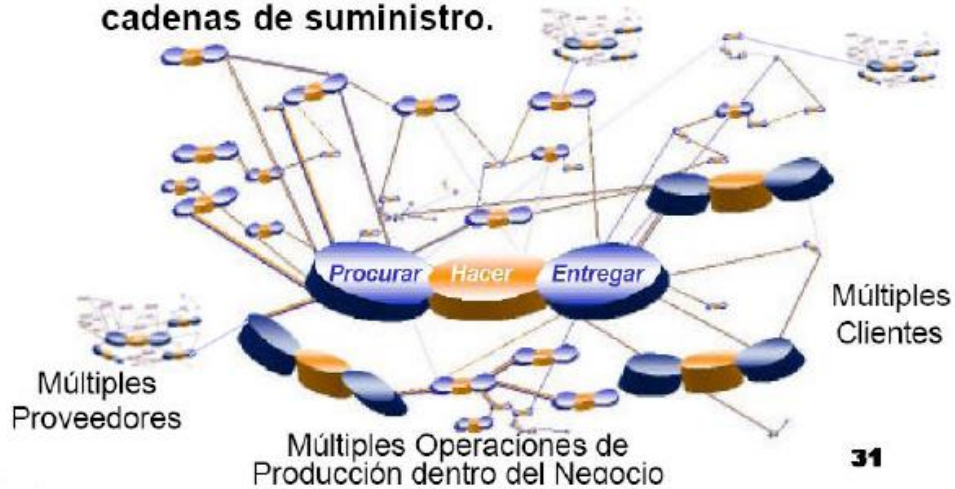 cadenas de suministro.
Procurar Hacer Entregar
Múltiples
Clientes
Múltiples
Proveedores
Múltiples Operaciones de
Producción dentro del Negocio
31